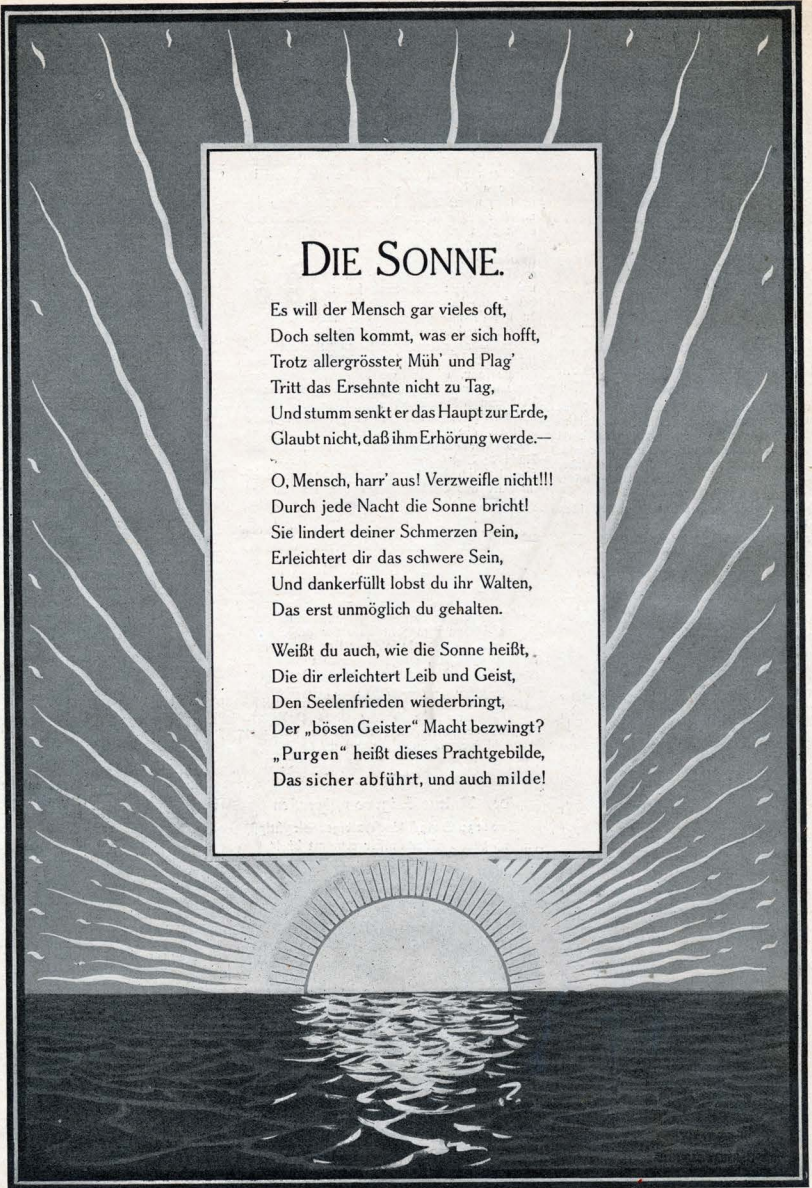 DIE SONNE.
Es will der Mensch gar vieles oft,
Doch selten kommt, was er sich hofft,
Trotz allergrösster Müh' und Plag'
Tritt das Ersehnte nicht zu Tag,
Und stumm senkt er das Haupt zur Erde,
Glaubt nicht, daß ihm Erhörung werde.—
O, Mensch, harr' aus! Verzweifle nicht!!!
Durch jede Nacht die Sonne bricht!
Sie lindert deiner Schmerzen Pein,
Erleichtert dir das schwere Sein,
Und dankerfüllt lobst du ihr Walten,
Das erst unmöglich du gehalten.
Weißt du auch, wie die Sonne heißt,
Die dir erleichtert Leib und Geist,
Den Seelenfrieden wiederbringt,
Der „bösen Geister“ Macht bezwingt?
„Purgen“ heißt dieses Prachtgebilde,
Das sicher abführt, und auch milde!